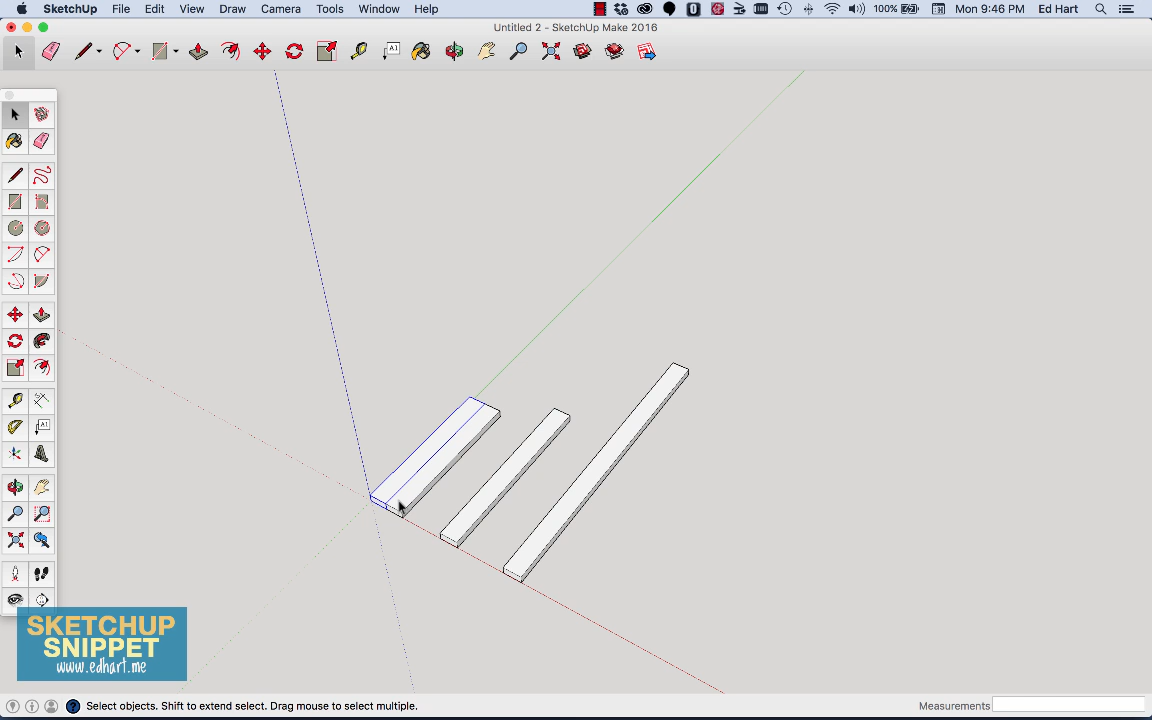 SketchUp File Edit View Draw Camera Tools Window Help 100% Mon 9:46 PM Ed Hart
Untitled 2 - SketchUp Make 2016
A1
A1
SKETCHUP
SNIPPET
www.edhart.me
? Select objects. Shift to extend select. Drag mouse to select multiple. Measurements